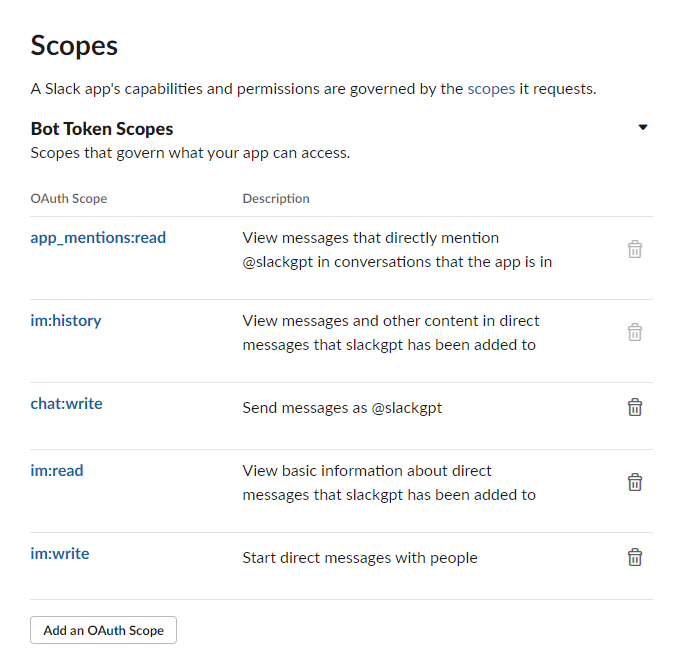 Scopes
A Slack app's capabilities and permissions are governed by the scopes it requests.
Bot Token Scopes
Scopes that govern what your app can access.
OAuth Scope Description
app_mentions:read View messages that directly mention
@slackgpt in conversations that the app is in
im:history View messages and other content in direct
messages that slackgpt has been added to
chat:write Send messages as @slackgpt
im:read View basic information about direct
messages that slackgpt has been added to
im:write Start direct messages with people
Add an OAuth Scope